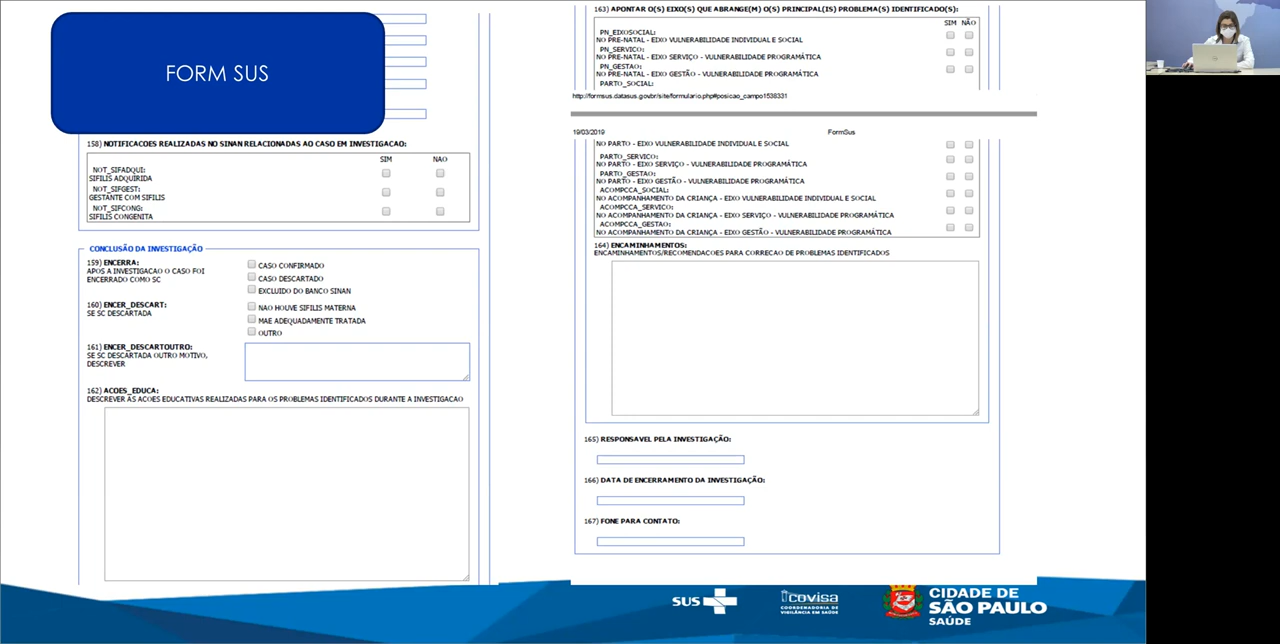 FORM SUS
158) NOTIFICACOES REALIZADAS NO SINAN RELACIONADAS AO CASO EM INVESTIGACAO:
SIM NAO
NOT_SIFADQUI:
SIFILIS ADQUIRIDA
NOT_SIFGEST:
GESTANTE COM SIFILIS
NOT_SIFCONG:
SIFILIS CONGENITA
CONCLUSÃO DA INVESTIGAÇÃO
159) ENCERRA:
APOS A INVESTIGACAO O CASO FOI
ENCERRADO COMO SC
CASO CONFIRMADO
CASO DESCARTADO
EXCLUIDO DO BANCO SINAN
160) ENCER_DESCART:
SE SC DESCARTADA
NAO HOUVE SIFILIS MATERNA
MAE ADEQUADAMENTE TRATADA
OUTRO
161) ENCER_DESCARTOUTRO:
SE SC DESCARTADA OUTRO MOTIVO,
DESCREVER
162) ACOES_EDUCA:
DESCREVER AS ACOES EDUCATIVAS REALIZADAS PARA OS PROBLEMAS IDENTIFICADOS DURANTE A INVESTIGACAO
163) APONTAR O(S) EIXO(S) QUE ABRANGE(M) O(S) PRINCIPAL(IS) PROBLEMA(S) IDENTIFICADO(S):
SIM NÃO
PN_EIXOSOCIAL:
NO PRE-NATAL - EIXO VULNERABILIDADE INDIVIDUAL E SOCIAL
PN_SERVICO:
NO PRE-NATAL - EIXO SERVIÇO - VULNERABILIDADE PROGRAMÁTICA
PN_GESTAO:
NO PRE-NATAL - EIXO GESTÃO - VULNERABILIDADE PROGRAMÁTICA
PARTO_SOCIAL:
http://formsus.datasus.gov.br/site/formulario.php#posicao_campo1538331
19/03/2019 FormSus
NO PARTO - EIXO VULNERABILIDADE INDIVIDUAL E SOCIAL
PARTO_SERVICO:
NO PARTO - EIXO SERVIÇO - VULNERABILIDADE PROGRAMÁTICA
PARTO_GESTAO:
NO PARTO - EIXO GESTÃO - VULNERABILIDADE PROGRAMÁTICA
ACOMPCCA_SOCIAL:
NO ACOMPANHAMENTO DA CRIANÇA - EIXO VULNERABILIDADE INDIVIDUAL E SOCIAL
ACOMPCCA_SERVICO:
NO ACOMPANHAMENTO DA CRIANÇA - EIXO SERVIÇO - VULNERABILIDADE PROGRAMÁTICA
ACOMPCCA_GESTAO:
NO ACOMPANHAMENTO DA CRIANÇA - EIXO GESTÃO - VULNERABILIDADE PROGRAMÁTICA
164) ENCAMINHAMENTOS:
ENCAMINHAMENTOS/RECOMENDACOES PARA CORRECAO DE PROBLEMAS IDENTIFICADOS
165) RESPONSAVEL PELA INVESTIGAÇÃO:
166) DATA DE ENCERRAMENTO DA INVESTIGAÇÃO:
167) FONE PARA CONTATO:
SUS
covisa
COORDENADORIA DE
VIGILÂNCIA EM SAÚDE
CIDADE DE
SÃO PAULO
SAÚDE